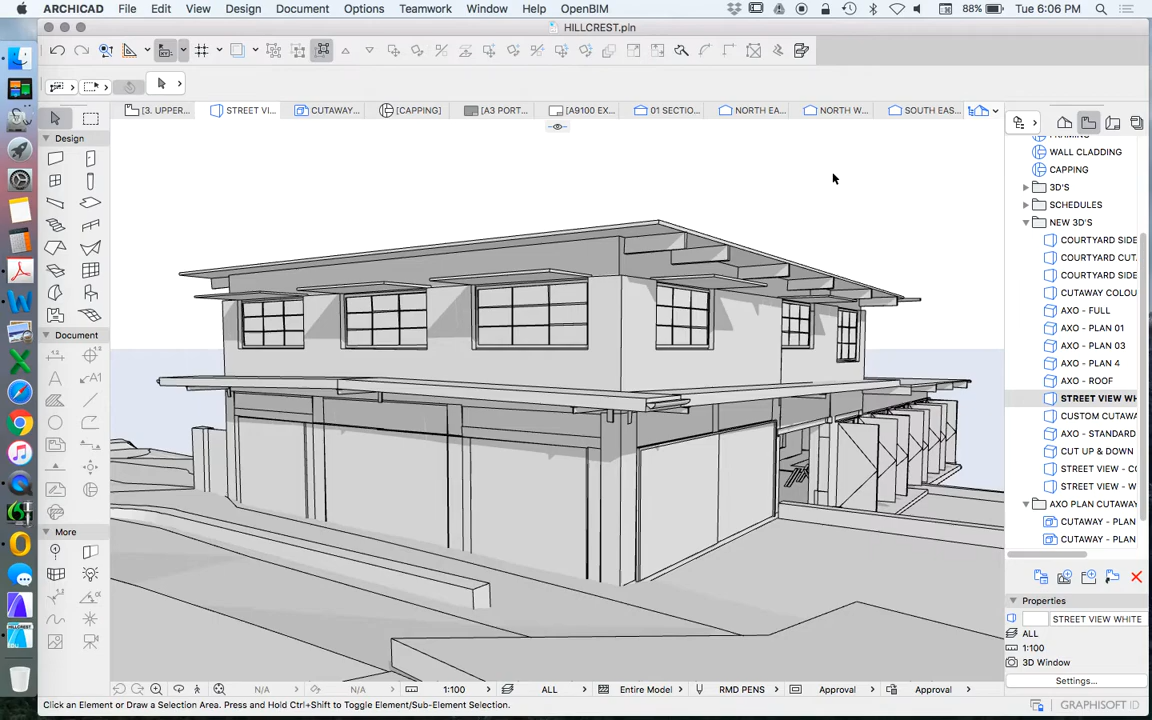 ARCHICAD File Edit View Design Document Options Teamwork Window Help OpenBIM 88% Tue 6:06 PM
HILLCREST.pln
[3. UPPER... STREET VI... CUTAWAY... [CAPPING] [A3 PORT... [A9100 EX... 01 SECTIO... NORTH EA... NORTH W... SOUTH EAS...
Design
Document
More
WALL CLADDING
CAPPING
3D'S
SCHEDULES
NEW 3D'S
COURTYARD SIDE
COURTYARD CUT.
COURTYARD SIDE
CUTAWAY COLOU
AXO - FULL
AXO - PLAN 01
AXO - PLAN 03
AXO - PLAN 4
AXO - ROOF
STREET VIEW WH
CUSTOM CUTAWA
AXO - STANDARD
CUT UP & DOWN
STREET VIEW - CO
STREET VIEW - W
AXO PLAN CUTAWA
CUTAWAY - PLAN
CUTAWAY - PLAN
Properties
STREET VIEW WHITE
ALL
1:100
3D Window
Settings...
N/A N/A 1:100 ALL Entire Model RMD PENS Approval Approval
Click an Element or Draw a Selection Area. Press and Hold Ctrl+Shift to Toggle Element/Sub-Element Selection.
GRAPHISOFT ID